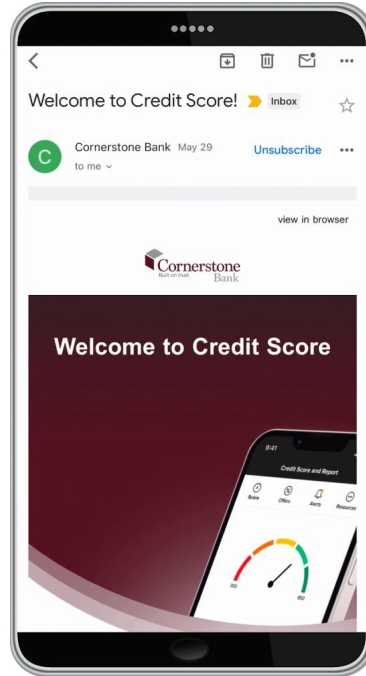 Welcome to Credit Score! Inbox
C
Cornerstone Bank May 29 Unsubscribe
to me
view in browser
Cornerstone
Built on trust. Bank
Welcome to Credit Score
9:41
Credit Score and Report
Score Offers Alerts Resources
300
850